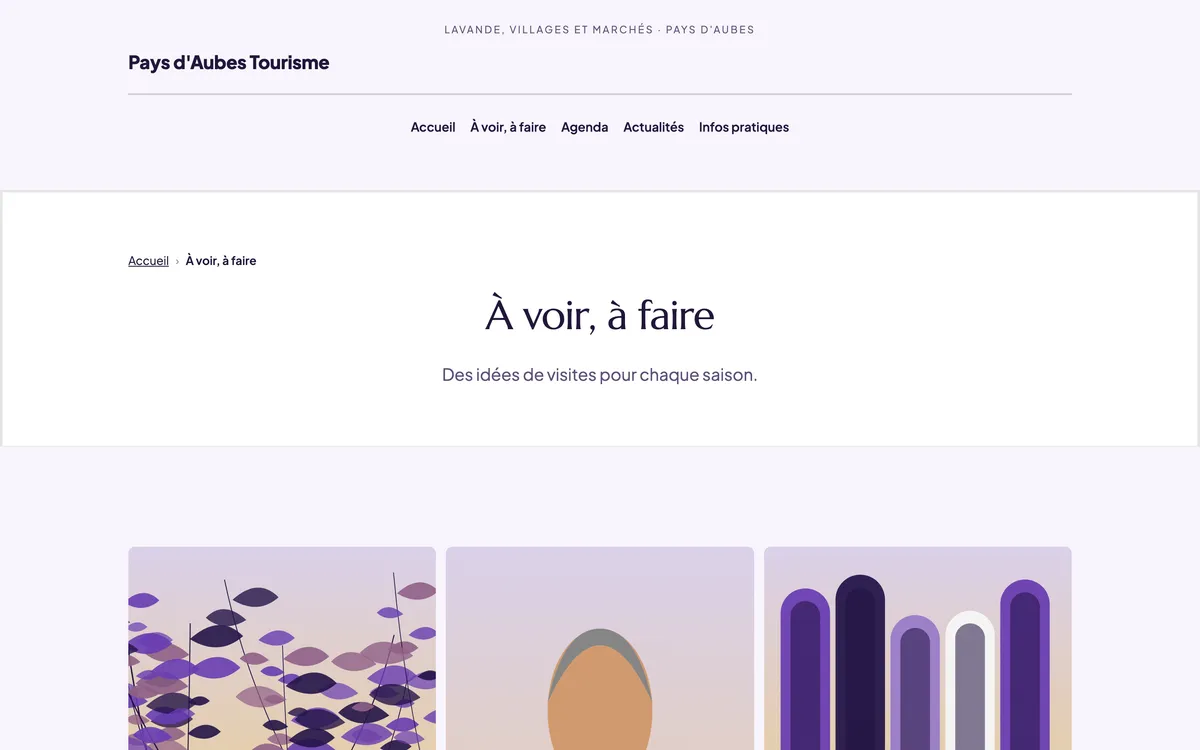 LAVANDE, VILLAGES ET MARCHÉS · PAYS D'AUBES
Pays d'Aubes Tourisme
Accueil À voir, à faire Agenda Actualités Infos pratiques
Accueil › À voir, à faire
À voir, à faire
Des idées de visites pour chaque saison.